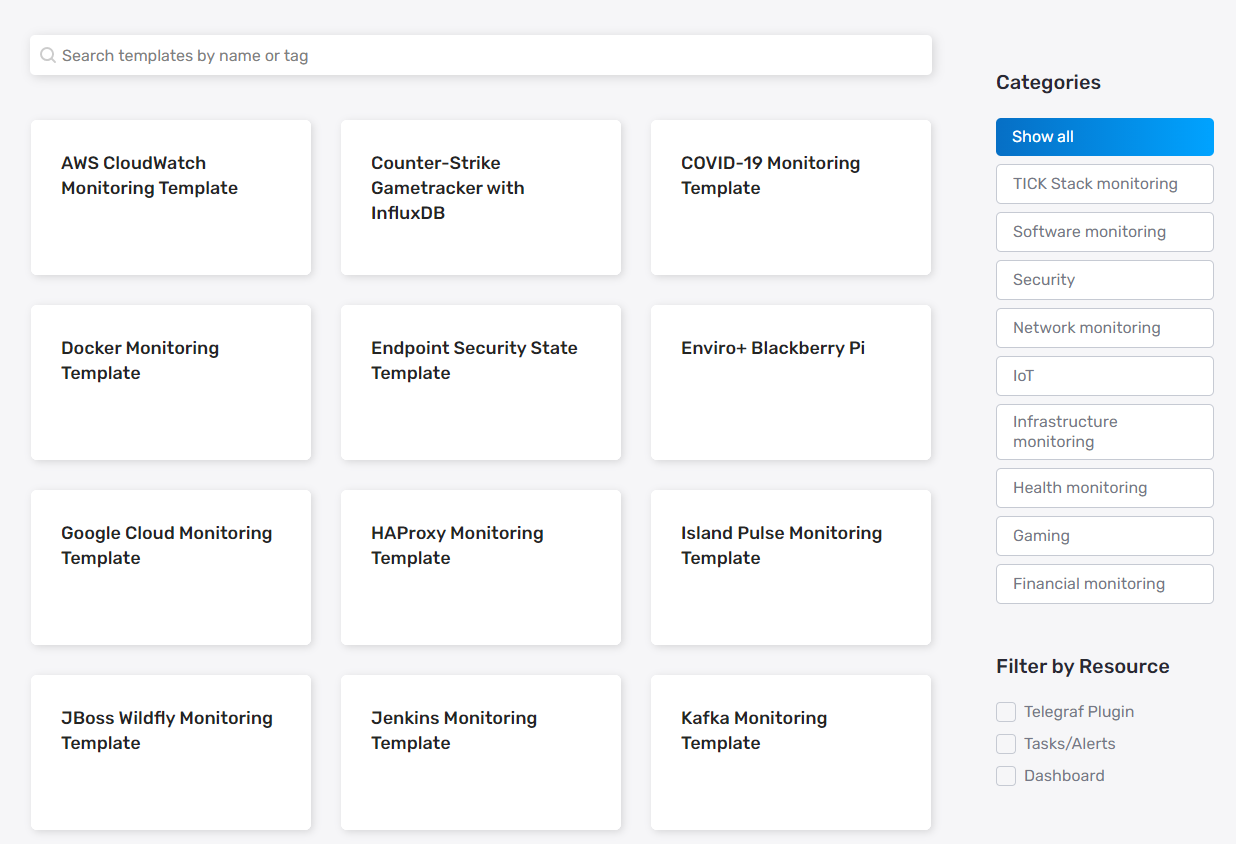 Search templates by name or tag
AWS CloudWatch
Monitoring Template
Counter-Strike
Gametracker with
InfluxDB
COVID-19 Monitoring
Template
Docker Monitoring
Template
Endpoint Security State
Template
Enviro+ Blackberry Pi
Google Cloud Monitoring
Template
HAProxy Monitoring
Template
Island Pulse Monitoring
Template
JBoss Wildfly Monitoring
Template
Jenkins Monitoring
Template
Kafka Monitoring
Template
Categories
Show all
TICK Stack monitoring
Software monitoring
Security
Network monitoring
IoT
Infrastructure
monitoring
Health monitoring
Gaming
Financial monitoring
Filter by Resource
Telegraf Plugin
Tasks/Alerts
Dashboard